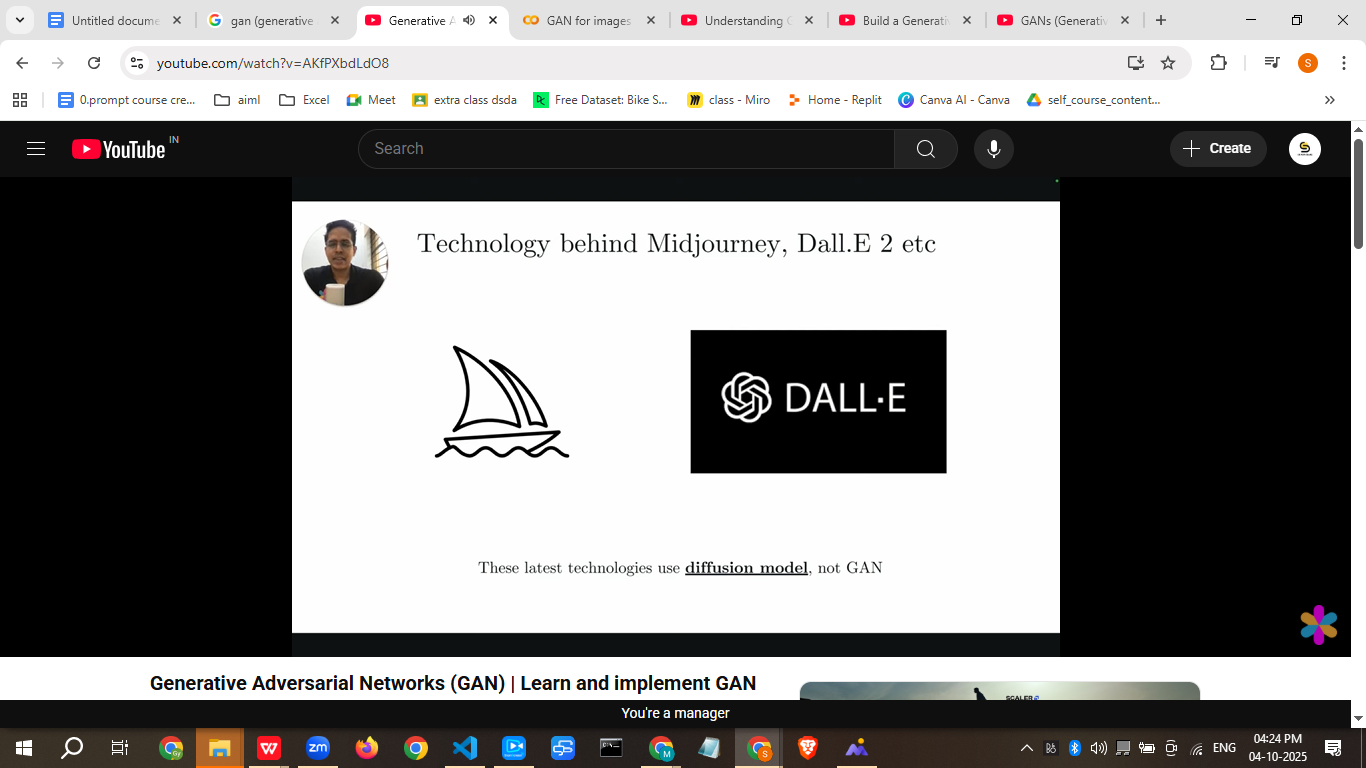 Untitled docume
gan (generative
Generative A
GAN for images
Understanding
Build a Generati
GANs (Generativ
youtube.com/watch?v=AKfPXbdLdO8
S
0.prompt course cre...
aiml
Excel
Meet
extra class dsda
Free Dataset: Bike S...
class - Miro
Home - Replit
Canva AI - Canva
self_course_content...
YouTube IN
Search
Create
Technology behind Midjourney, Dall.E 2 etc
DALL·E
These latest technologies use diffusion model, not GAN
Generative Adversarial Networks (GAN) | Learn and implement GAN
SCALER
You're a manager
zm
ENG
04:24 PM
04-10-2025